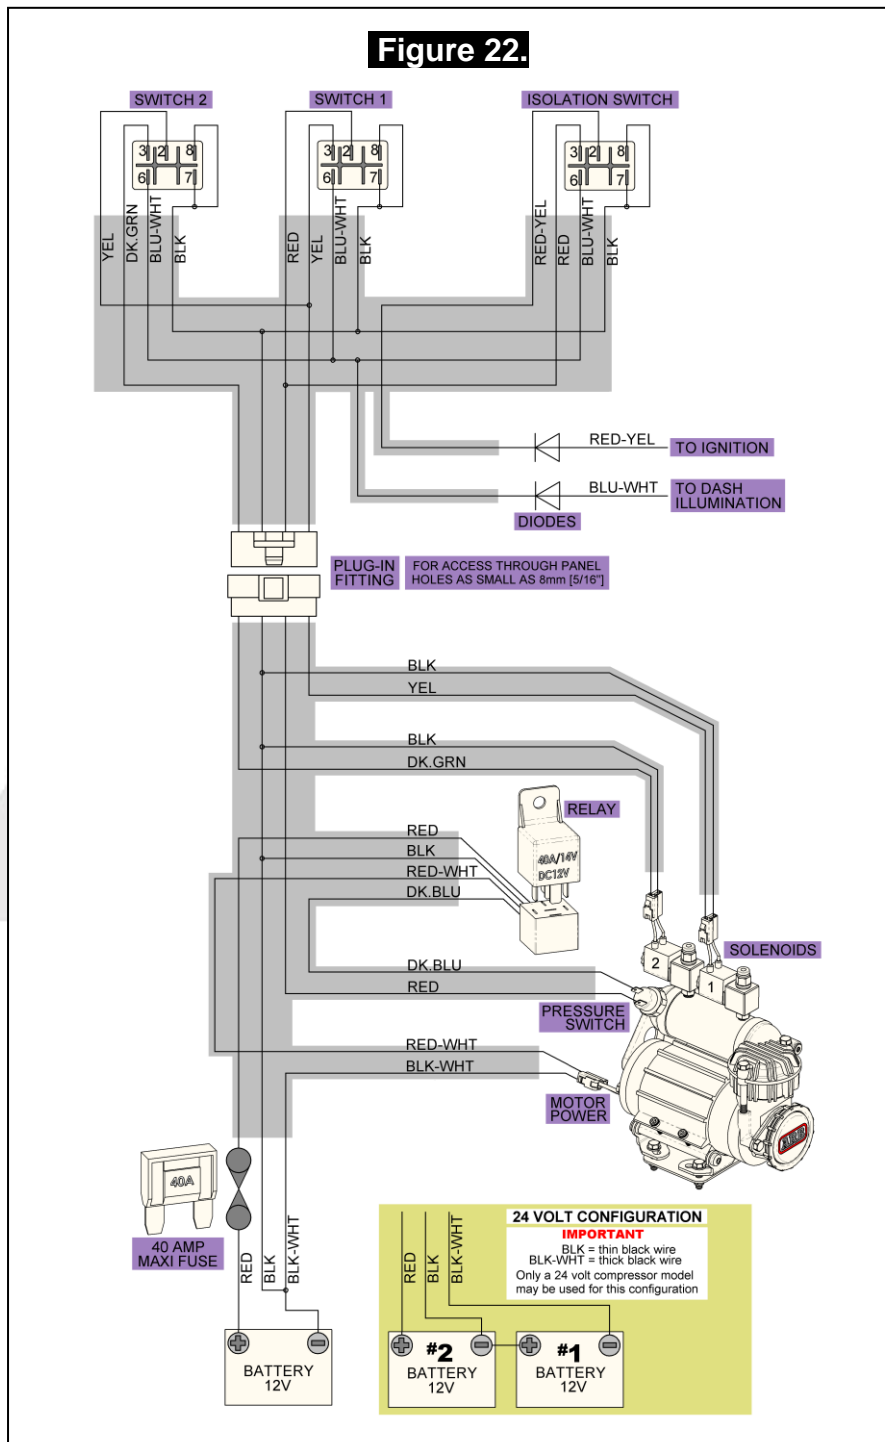 Figure 22.
SWITCH 2
SWITCH 1
ISOLATION SWITCH
3 2 8
6 7
3 2 8
6 7
3 2 8
6 7
YEL
DK.GRN
BLU-WHT
BLK
RED
YEL
BLU-WHT
BLK
RED-YEL
RED
BLU-WHT
BLK
RED-YEL
TO IGNITION
BLU-WHT
TO DASH
ILLUMINATION
DIODES
PLUG-IN
FITTING
FOR ACCESS THROUGH PANEL
HOLES AS SMALL AS 8mm [5/16"]
BLK
YEL
BLK
DK.GRN
RELAY
40A/14V
DC12V
RED
BLK
RED-WHT
DK.BLU
SOLENOIDS
2
1
DK.BLU
RED
PRESSURE
SWITCH
RED-WHT
BLK-WHT
MOTOR
POWER
ARB
40A
40 AMP
MAXI FUSE
RED
BLK
BLK-WHT
BATTERY
12V
24 VOLT CONFIGURATION
IMPORTANT
BLK = thin black wire
BLK-WHT = thick black wire
Only a 24 volt compressor model
may be used for this configuration
RED
BLK
BLK-WHT
#2
BATTERY
12V
#1
BATTERY
12V